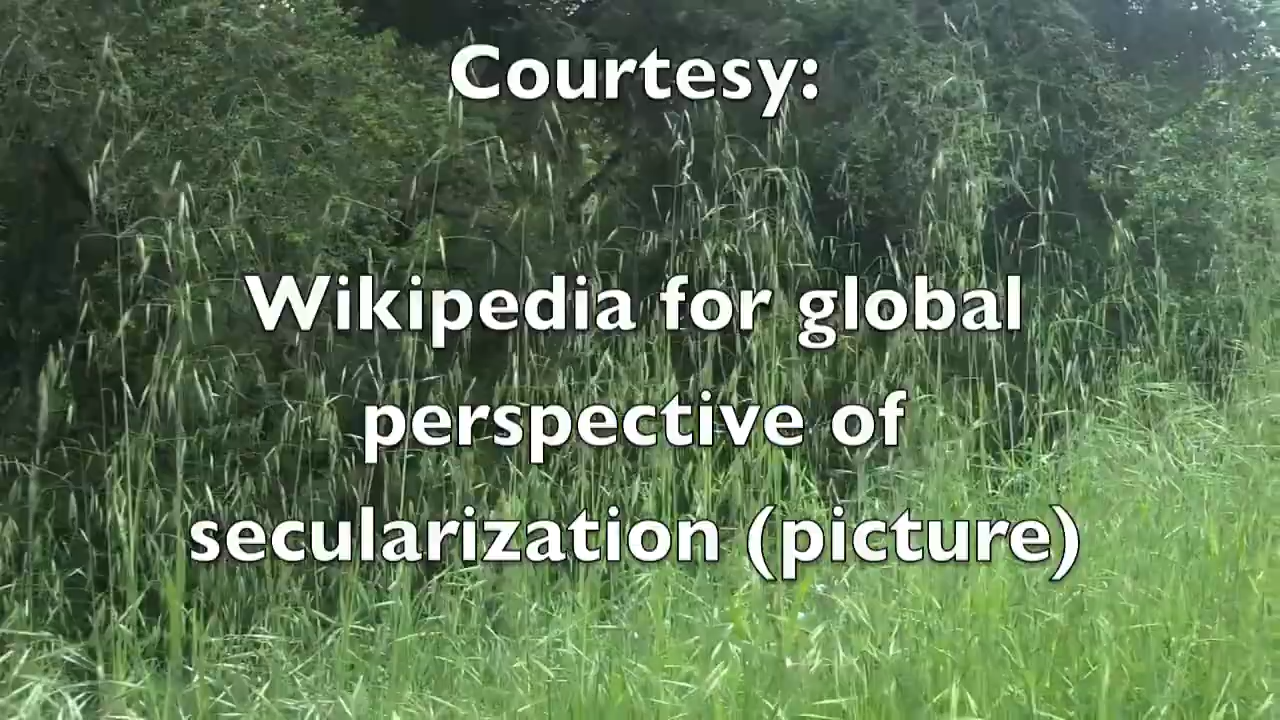 Courtesy:
Wikipedia for global
perspective of
secularization (picture)